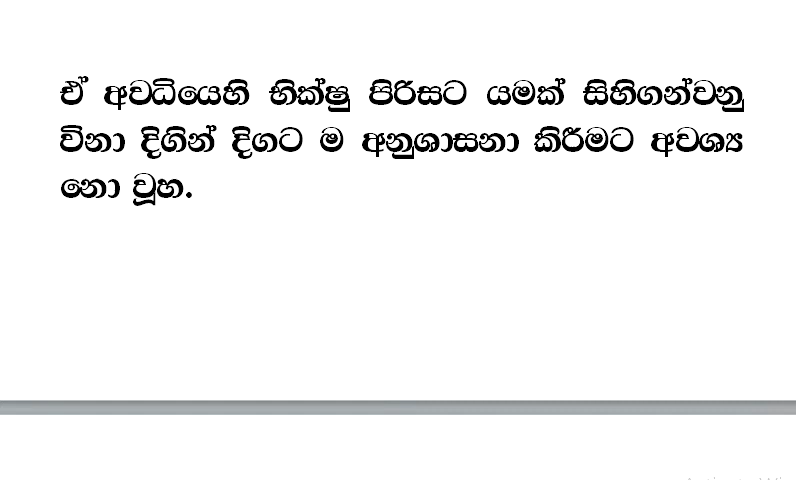 ඒ අවධියෙහි භික්ෂු පිරිසට යමක් සිහිගන්වනු
විනා දිගින් දිගට ම අනුශාසනා කිරීමට අවශ්‍ය
නො වූහ.